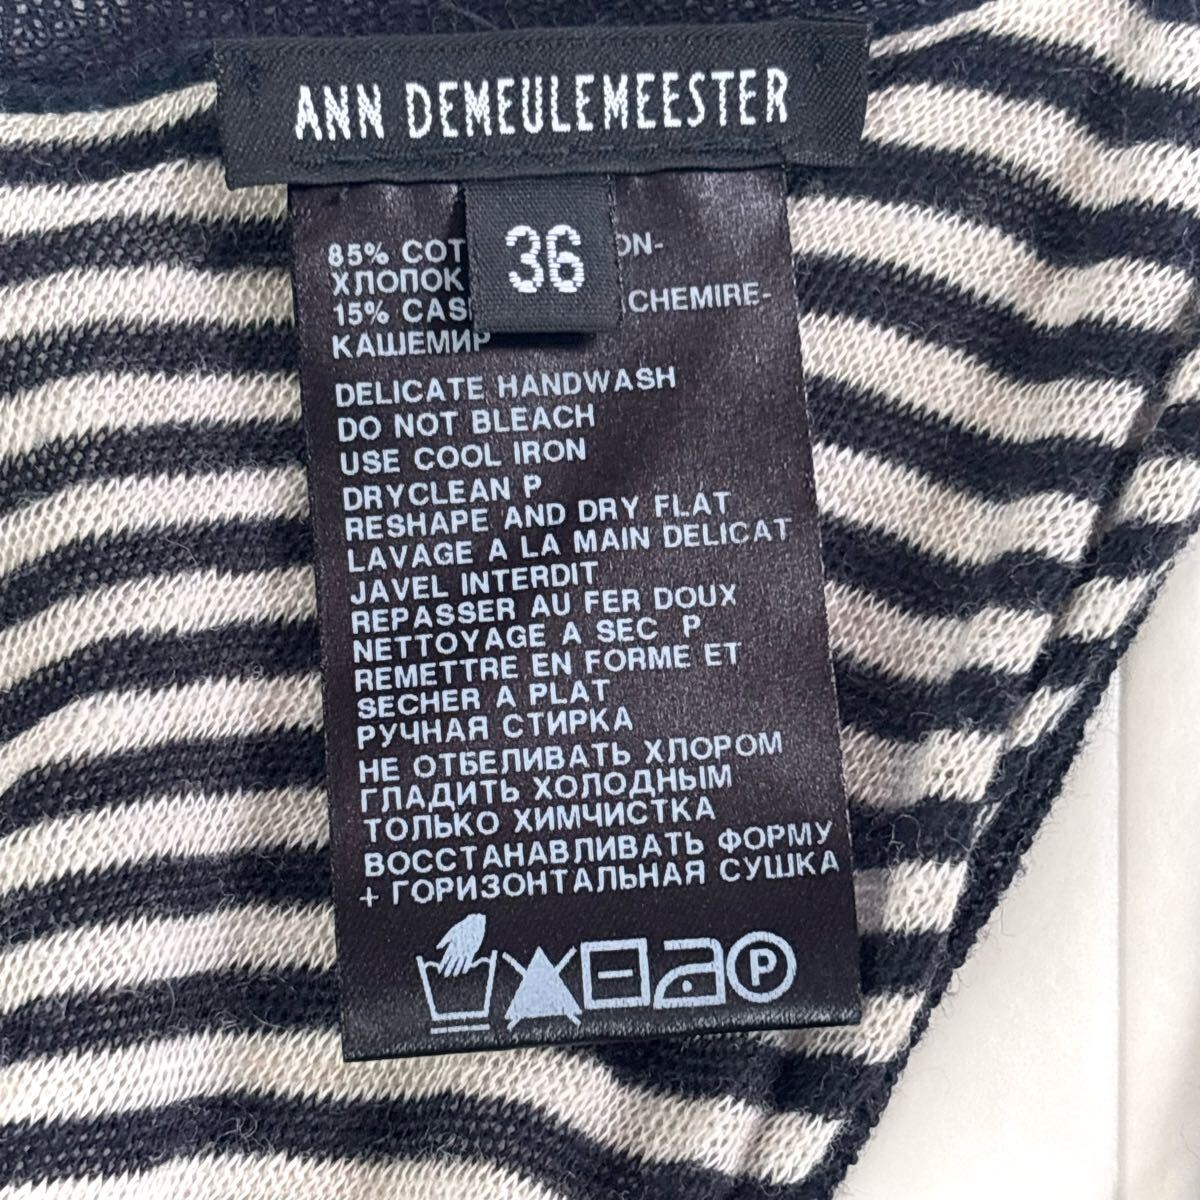 ANN DEMEULEMEESTER
36
85% COT ON-
ХЛОПОК
15% CAS CHEMIRE-
КАШЕМИР
DELICATE HANDWASH
DO NOT BLEACH
USE COOL IRON
DRYCLEAN P
RESHAPE AND DRY FLAT
LAVAGE A LA MAIN DELICAT
JAVEL INTERDIT
REPASSER AU FER DOUX
NETTOYAGE A SEC P
REMETTRE EN FORME ET
SECHER A PLAT
РУЧНАЯ СТИРКА
НЕ ОТБЕЛИВАТЬ ХЛОРОМ
ГЛАДИТЬ ХОЛОДНЫМ
ТОЛЬКО ХИМЧИСТКА
ВОССТАНАВЛИВАТЬ ФОРМУ
+ ГОРИЗОНТАЛЬНАЯ СУШКА
P